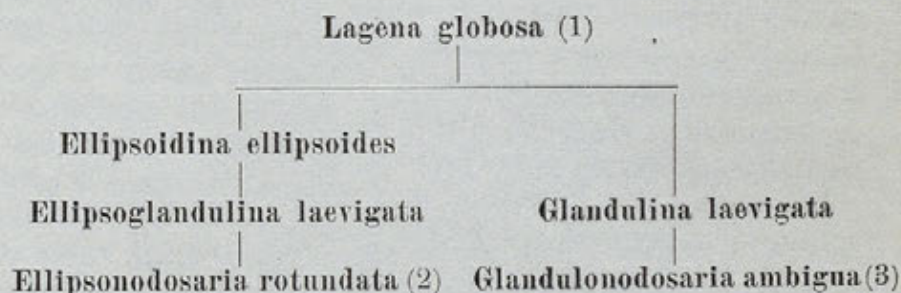 Lagena globosa (1)
Ellipsoidina ellipsoides
Ellipsoglandulina laevigata Glandulina laevigata
Ellipsonodosaria rotundata (2) Glandulonodosaria ambigua (3)